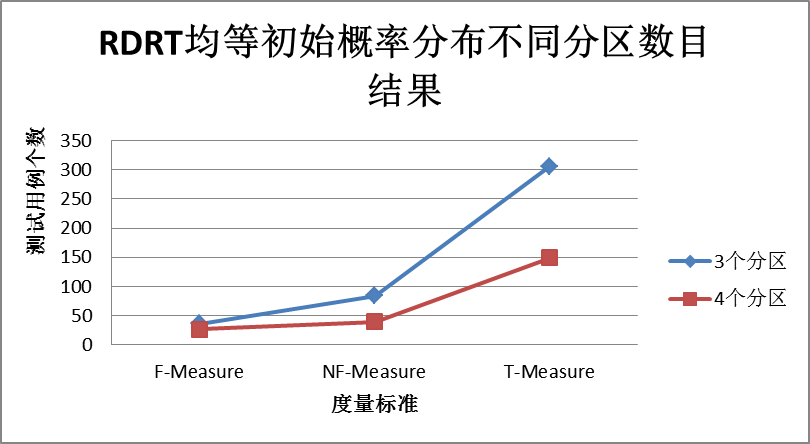 RDRT均等初始概率分布不同分区数目
结果
测试用例个数
350
300
250
200
150
100
50
0
F-Measure
NF-Measure
T-Measure
度量标准
3个分区
4个分区